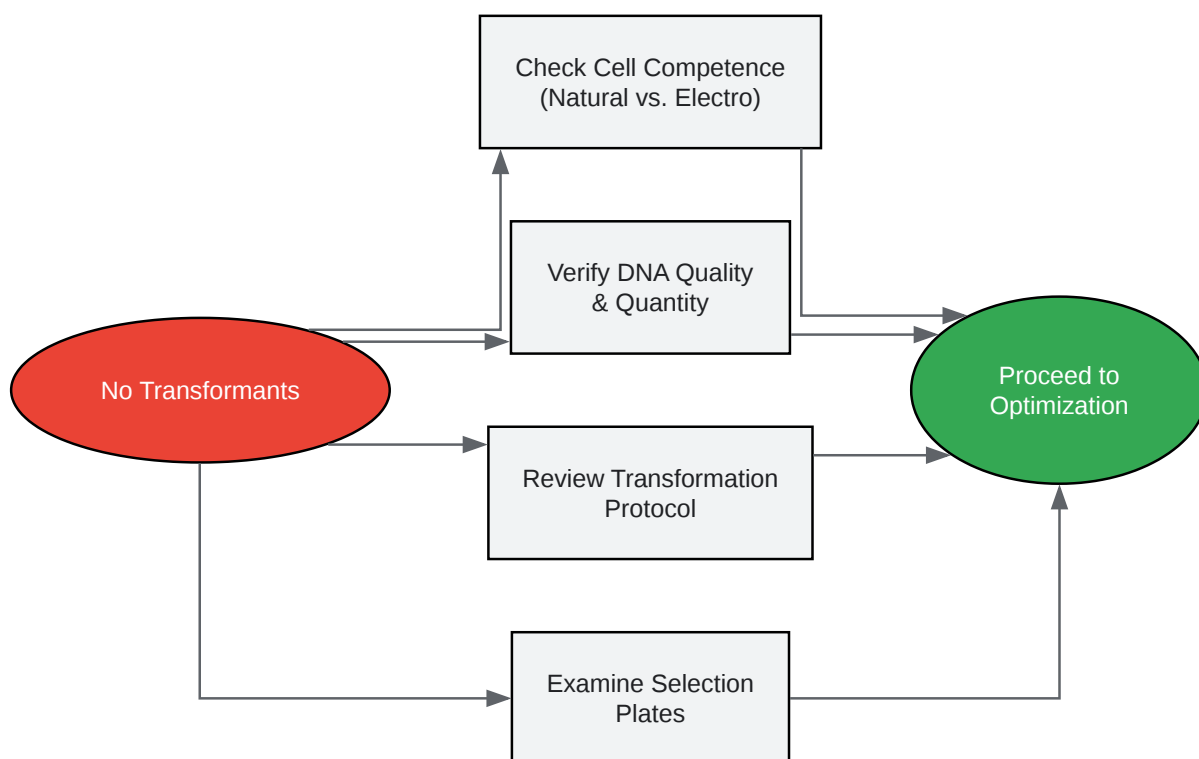 Check Cell Competence
(Natural vs. Electro)
Verify DNA Quality
& Quantity
No Transformants
Proceed to
Optimization
Review Transformation
Protocol
Examine Selection
Plates